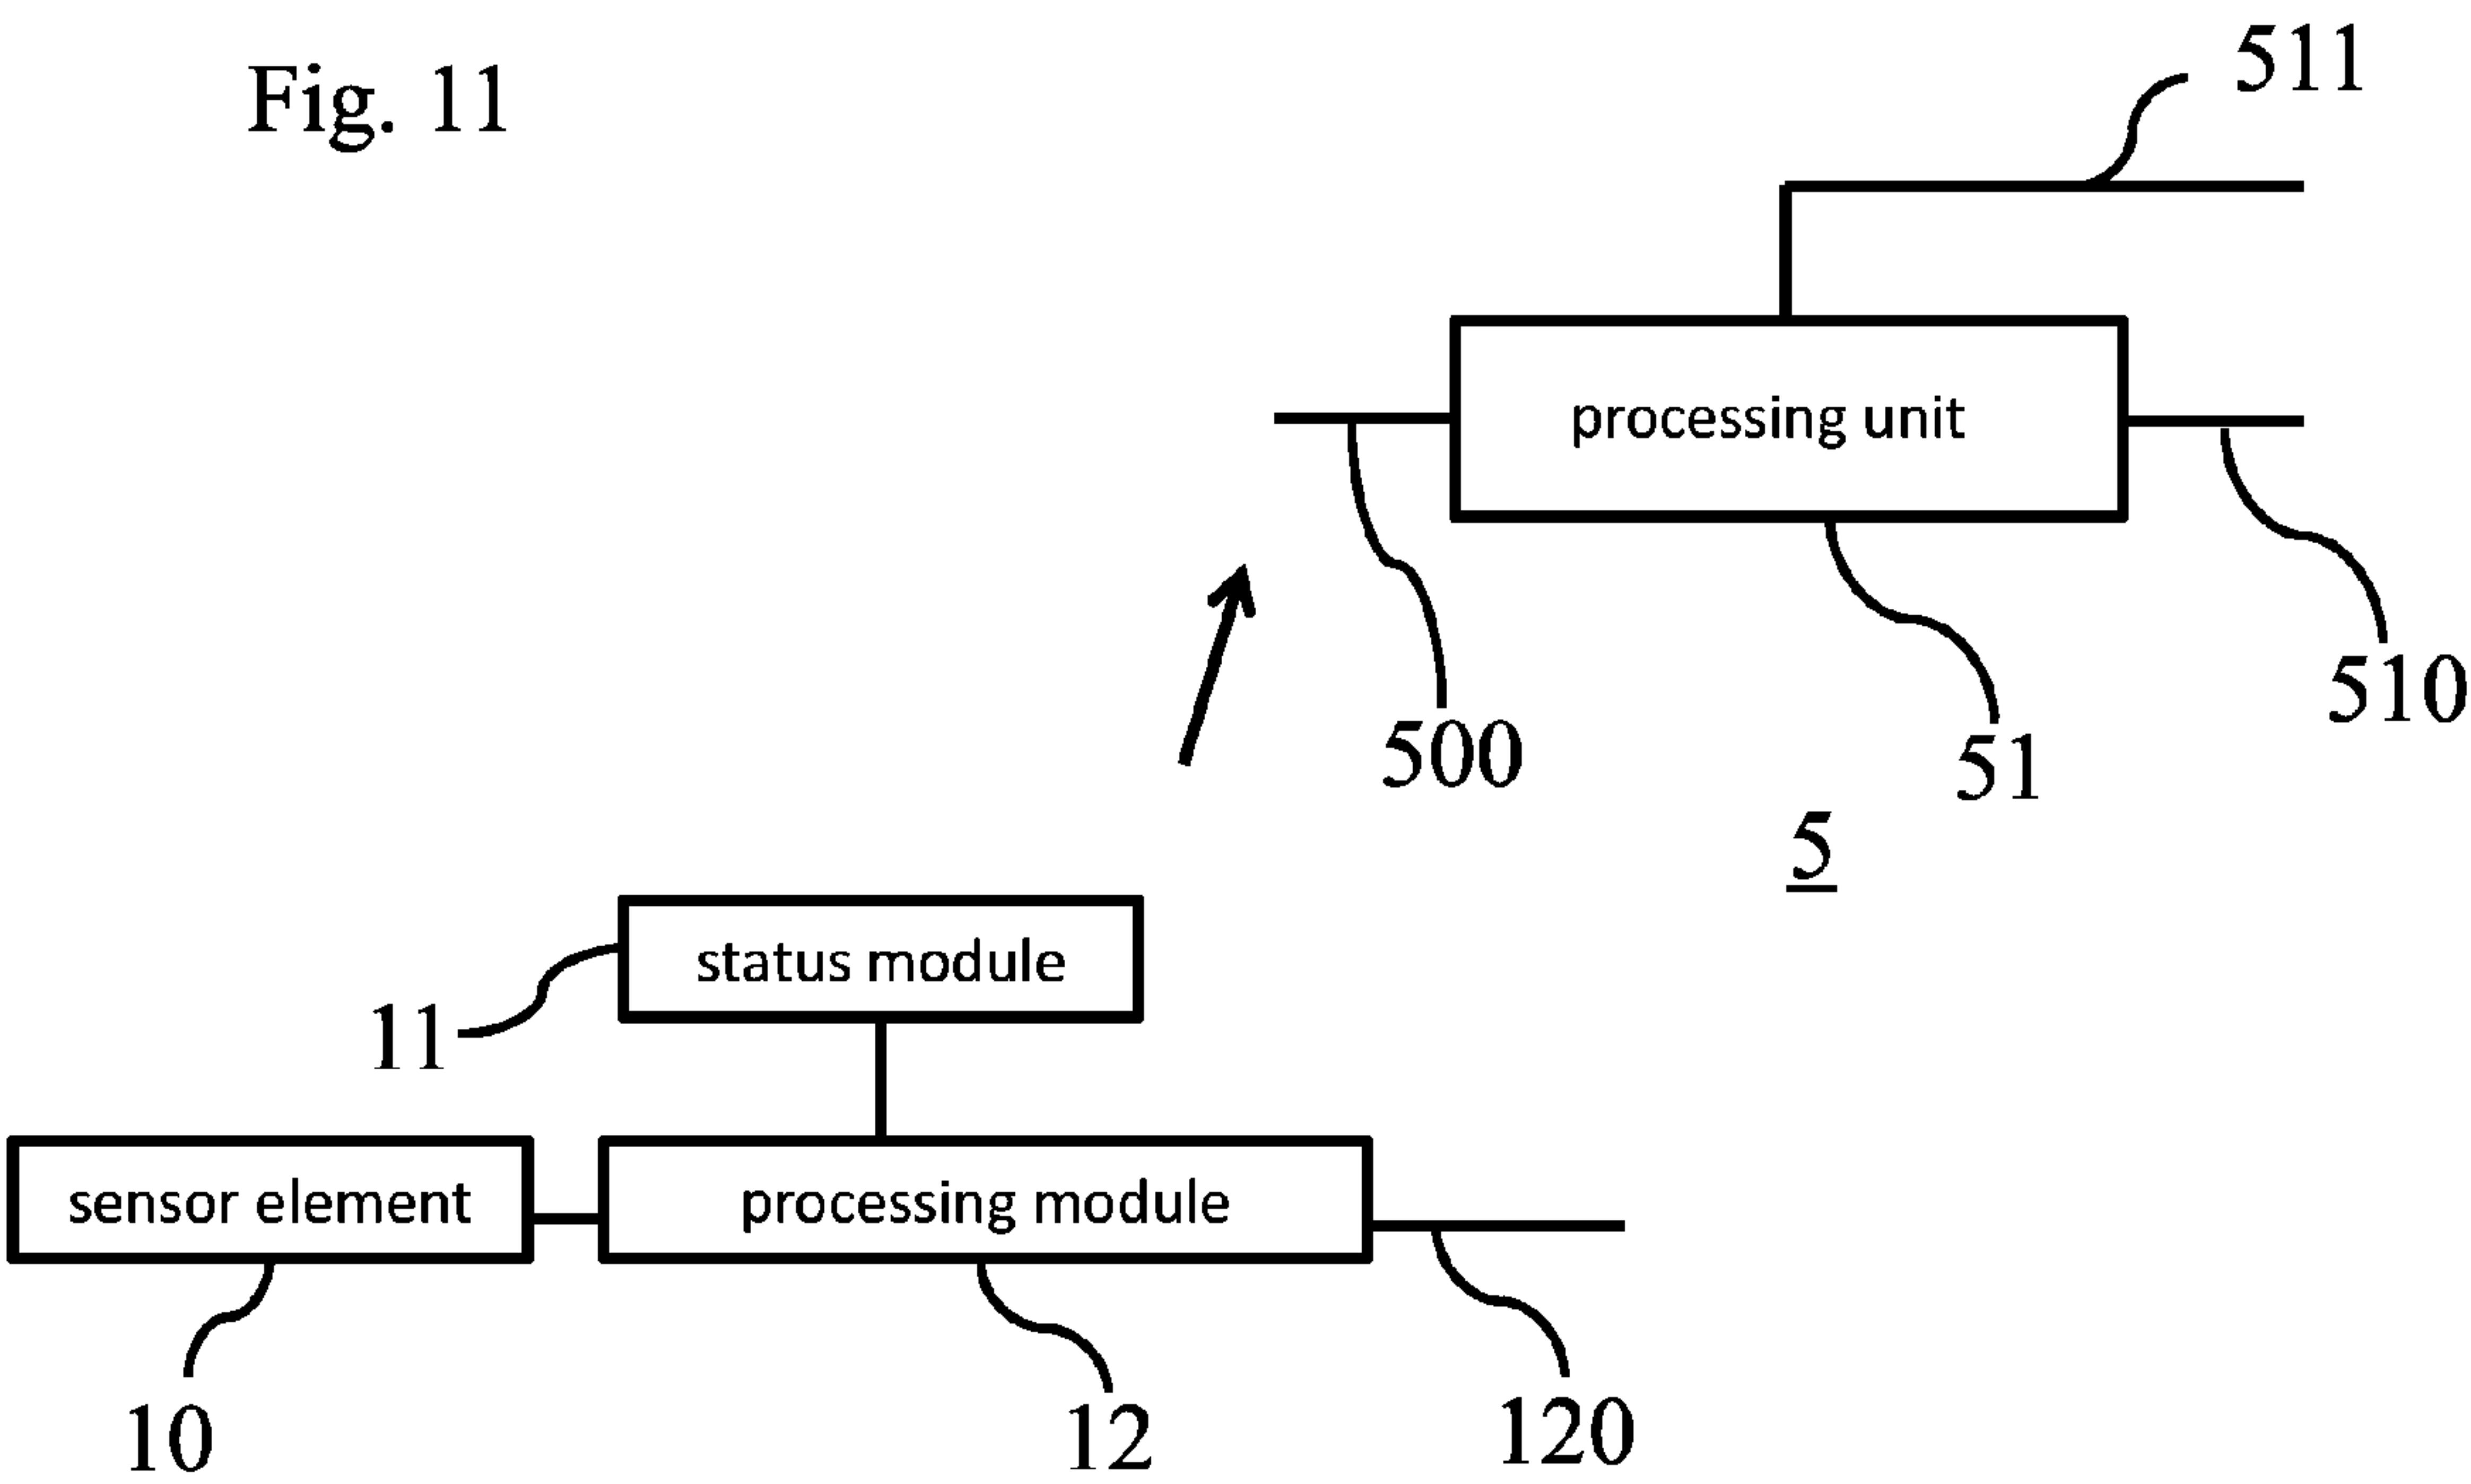 Fig. 11
511
processing unit
510
500
51
5
status module
11
sensor element
processing module
10
12
120